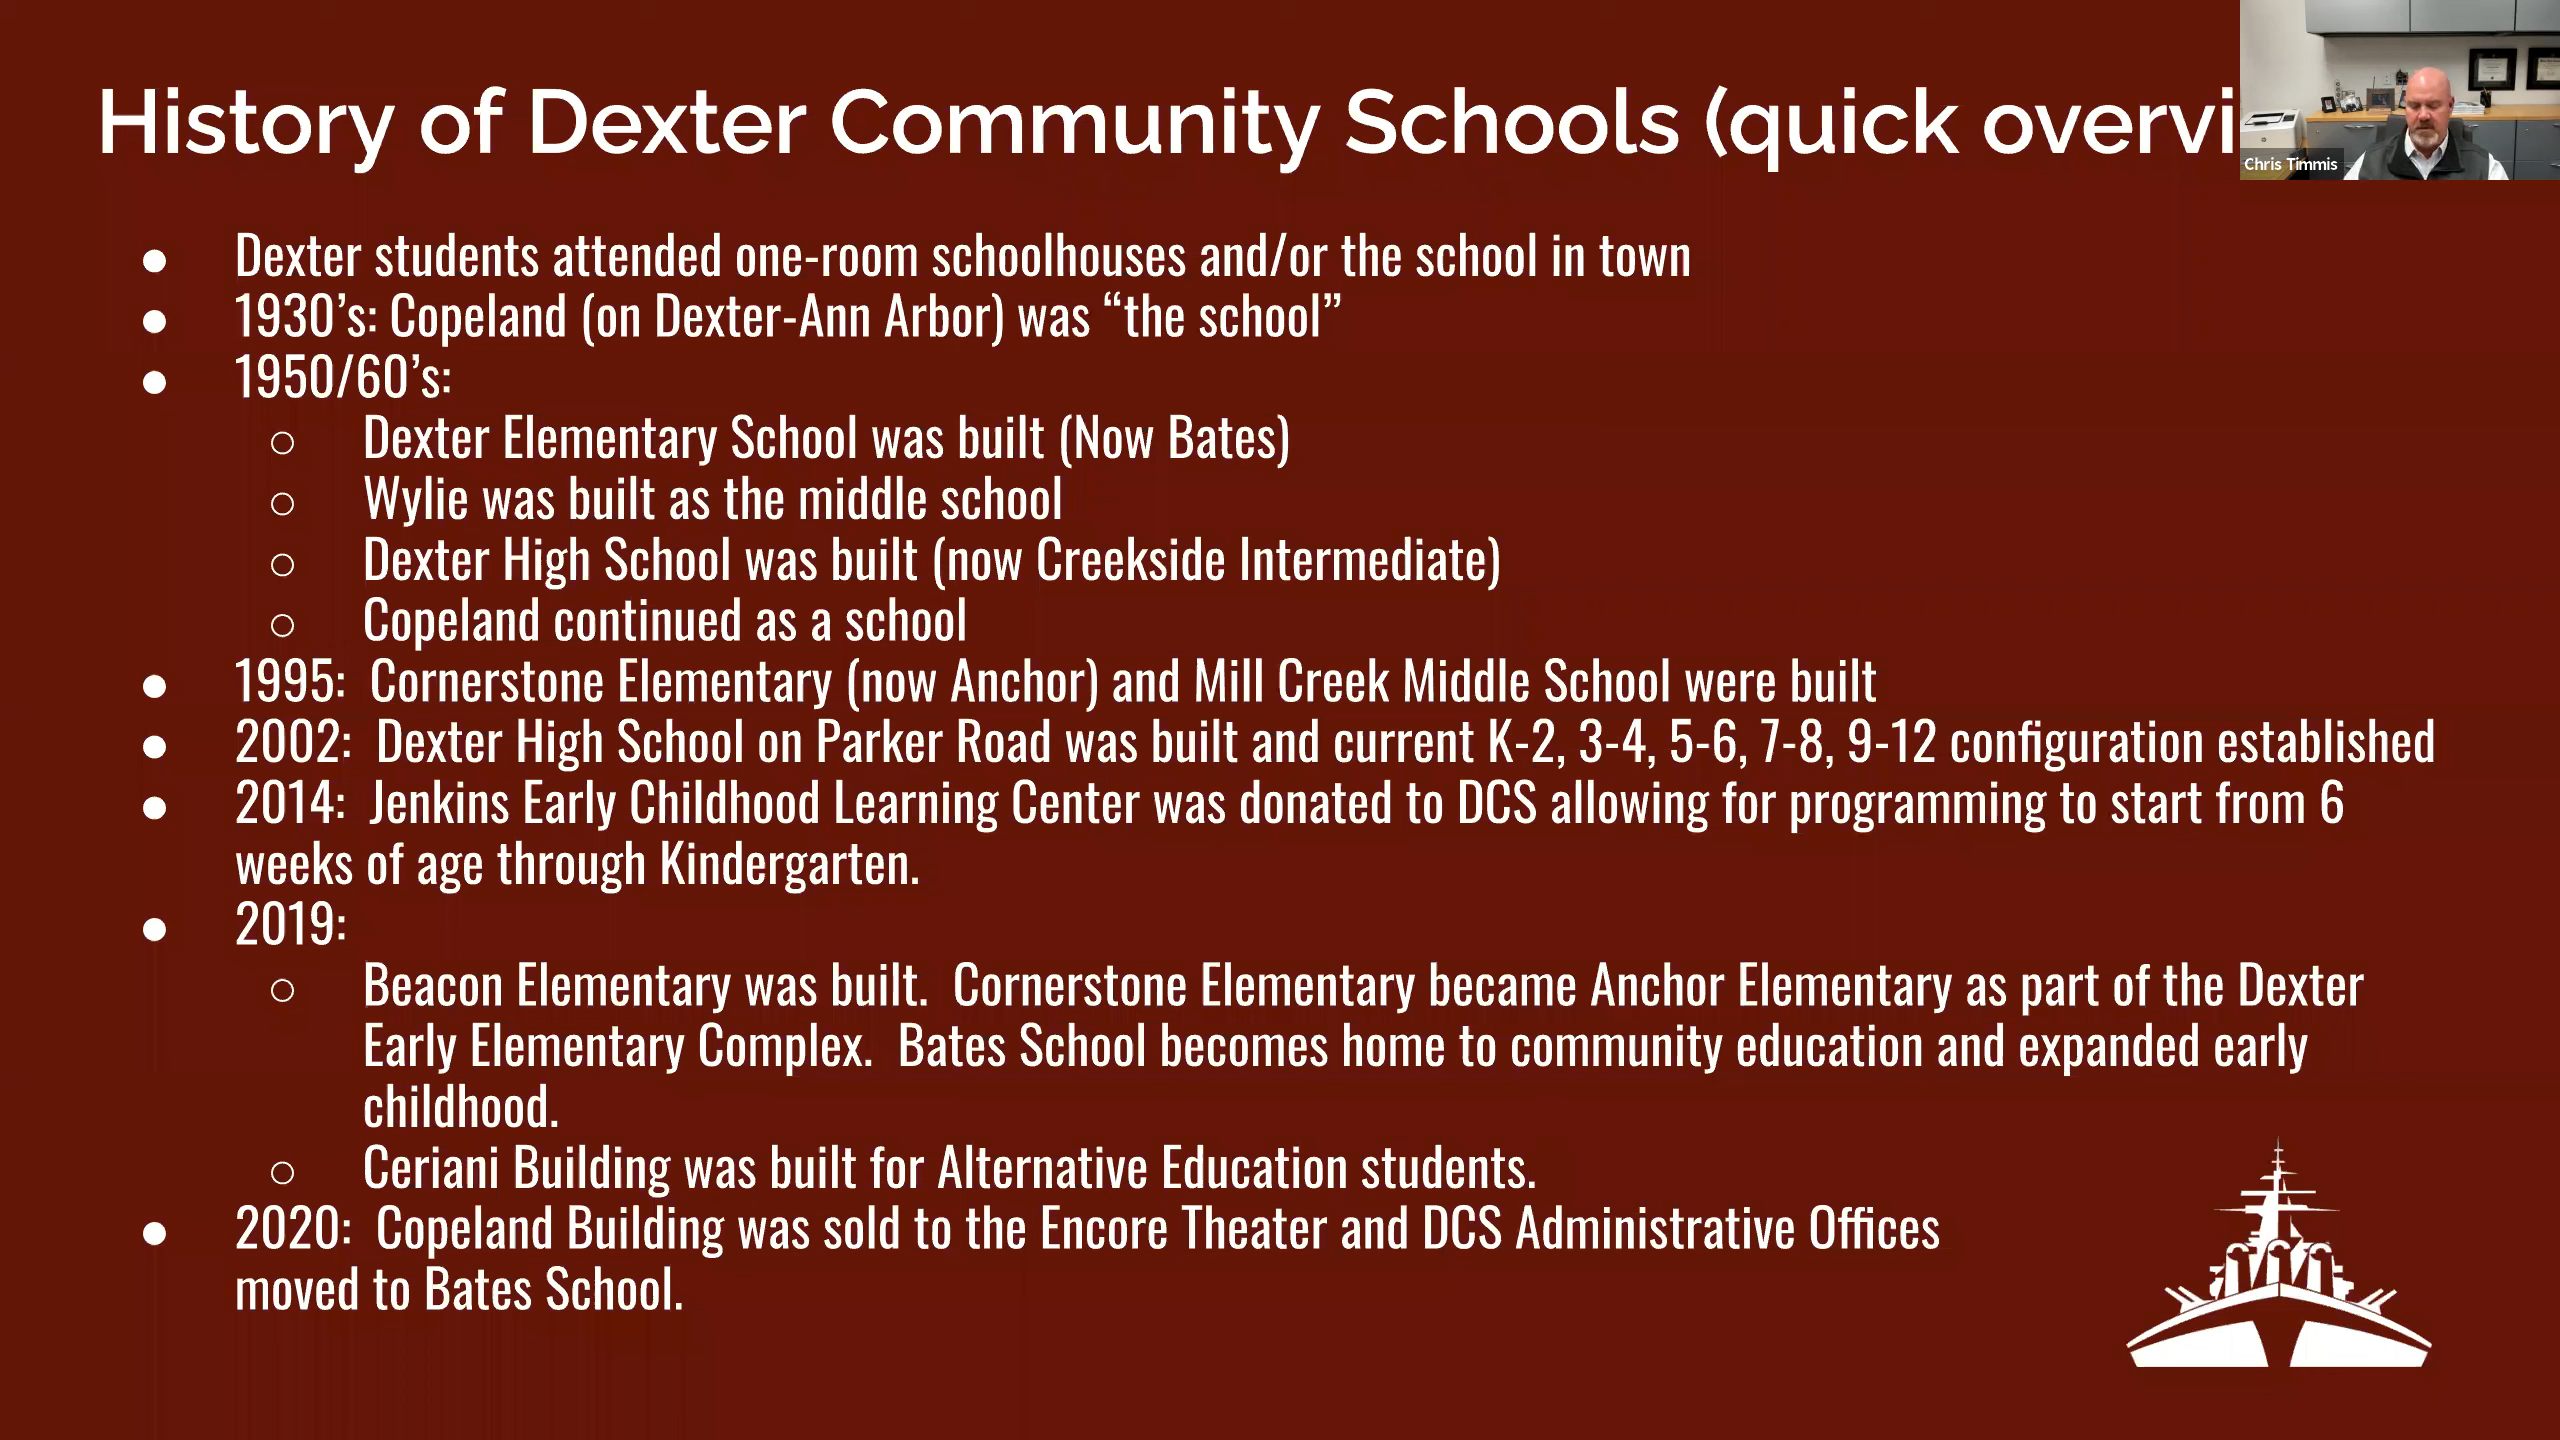 History of Dexter Community Schools (quick overvi
Chris Timmis
● Dexter students attended one-room schoolhouses and/or the school in town
● 1930’s: Copeland (on Dexter-Ann Arbor) was “the school”
● 1950/60’s:
○ Dexter Elementary School was built (Now Bates)
○ Wylie was built as the middle school
○ Dexter High School was built (now Creekside Intermediate)
○ Copeland continued as a school
● 1995: Cornerstone Elementary (now Anchor) and Mill Creek Middle School were built
● 2002: Dexter High School on Parker Road was built and current K-2, 3-4, 5-6, 7-8, 9-12 configuration established
● 2014: Jenkins Early Childhood Learning Center was donated to DCS allowing for programming to start from 6
weeks of age through Kindergarten.
● 2019:
○ Beacon Elementary was built. Cornerstone Elementary became Anchor Elementary as part of the Dexter
Early Elementary Complex. Bates School becomes home to community education and expanded early
childhood.
○ Ceriani Building was built for Alternative Education students.
● 2020: Copeland Building was sold to the Encore Theater and DCS Administrative Offices
moved to Bates School.